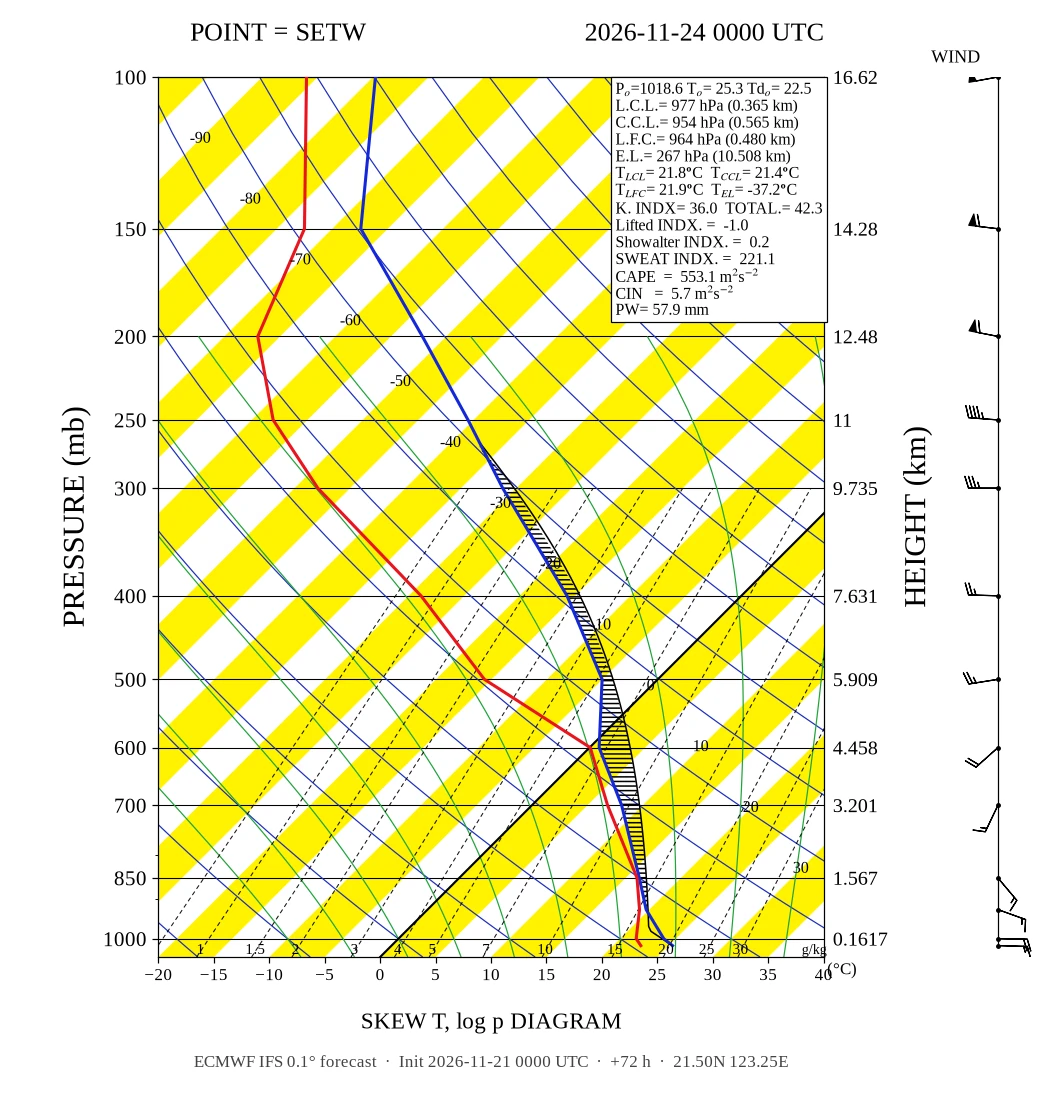 POINT = SETW
2026-11-24 0000 UTC
WIND
100
16.62
Po=1018.6 To= 25.3 Tdo= 22.5
L.C.L.= 977 hPa (0.365 km)
C.C.L.= 954 hPa (0.565 km)
L.F.C.= 964 hPa (0.480 km)
E.L.= 267 hPa (10.508 km)
TLCL= 21.8°C TCCL= 21.4°C
TLFC= 21.9°C TEL= -37.2°C
K. INDX= 36.0 TOTAL.= 42.3
Lifted INDX. = -1.0
Showalter INDX. = 0.2
SWEAT INDX. = 221.1
CAPE = 553.1 m²s⁻²
CIN = 5.7 m²s⁻²
PW= 57.9 mm
-90
-80
150
14.28
-70
-60
200
12.48
-50
250
11
-40
300
9.735
-30
-20
400
7.631
-10
500
5.909
0
600
4.458
10
700
3.201
20
850
1.567
30
1000
0.1617
1 1.5 2 3 4 5 7 10 15 20 25 30 g/kg
−20 −15 −10 −5 0 5 10 15 20 25 30 35 40
(°C)
PRESSURE (mb)
HEIGHT (km)
SKEW T, log p DIAGRAM
ECMWF IFS 0.1° forecast · Init 2026-11-21 0000 UTC · +72 h · 21.50N 123.25E